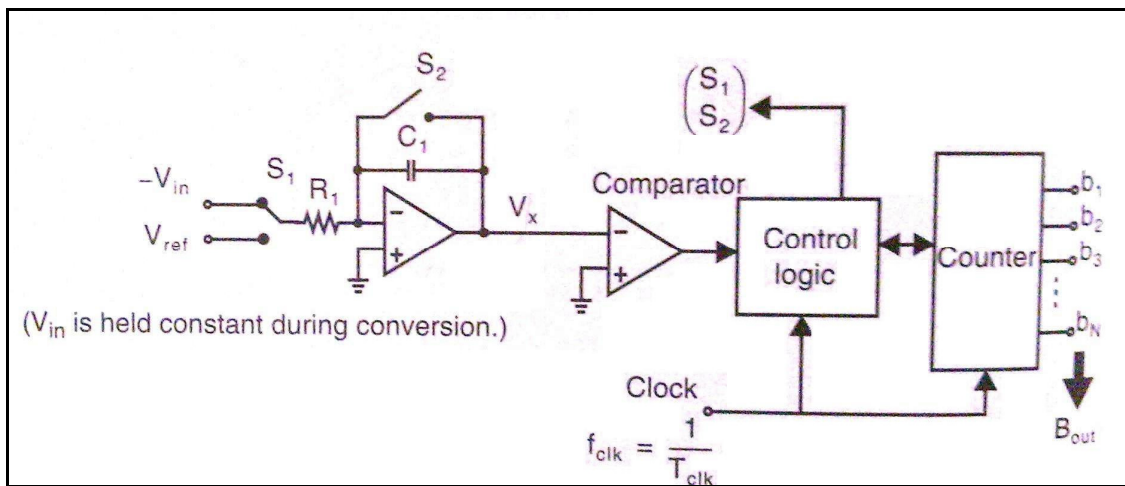 S₂
C₁
S₁
R₁
−Vin
Vref
Vx
(Vin is held constant during conversion.)
Comparator
(S₁
S₂)
Control
logic
Counter
b₁
b₂
b₃
bN
Bout
Clock
fclk = 1
Tclk